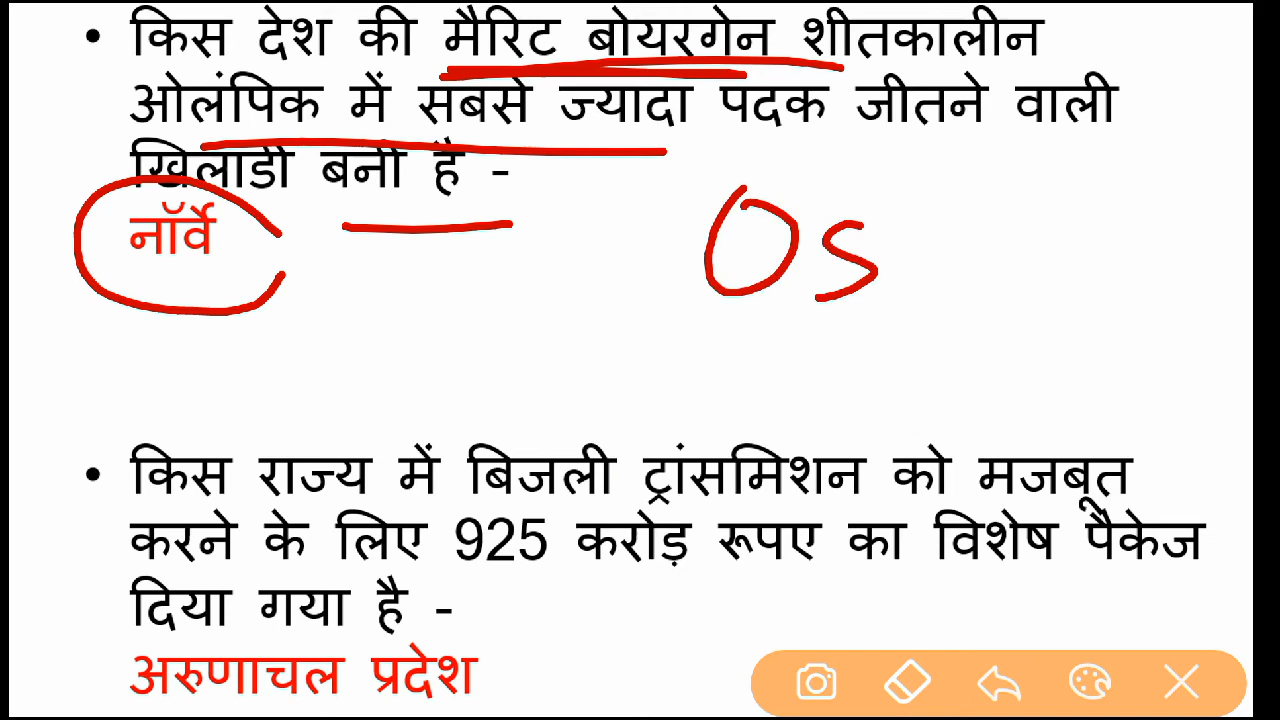 • किस देश की मैरिट बोयरगेन शीतकालीन
ओलंपिक में सबसे ज्यादा पदक जीतने वाली
खिलाडी बनी है -
नॉर्वे
Os
• किस राज्य में बिजली ट्रांसमिशन को मजबूत
करने के लिए 925 करोड़ रूपए का विशेष पैकेज
दिया गया है -
अरुणाचल प्रदेश